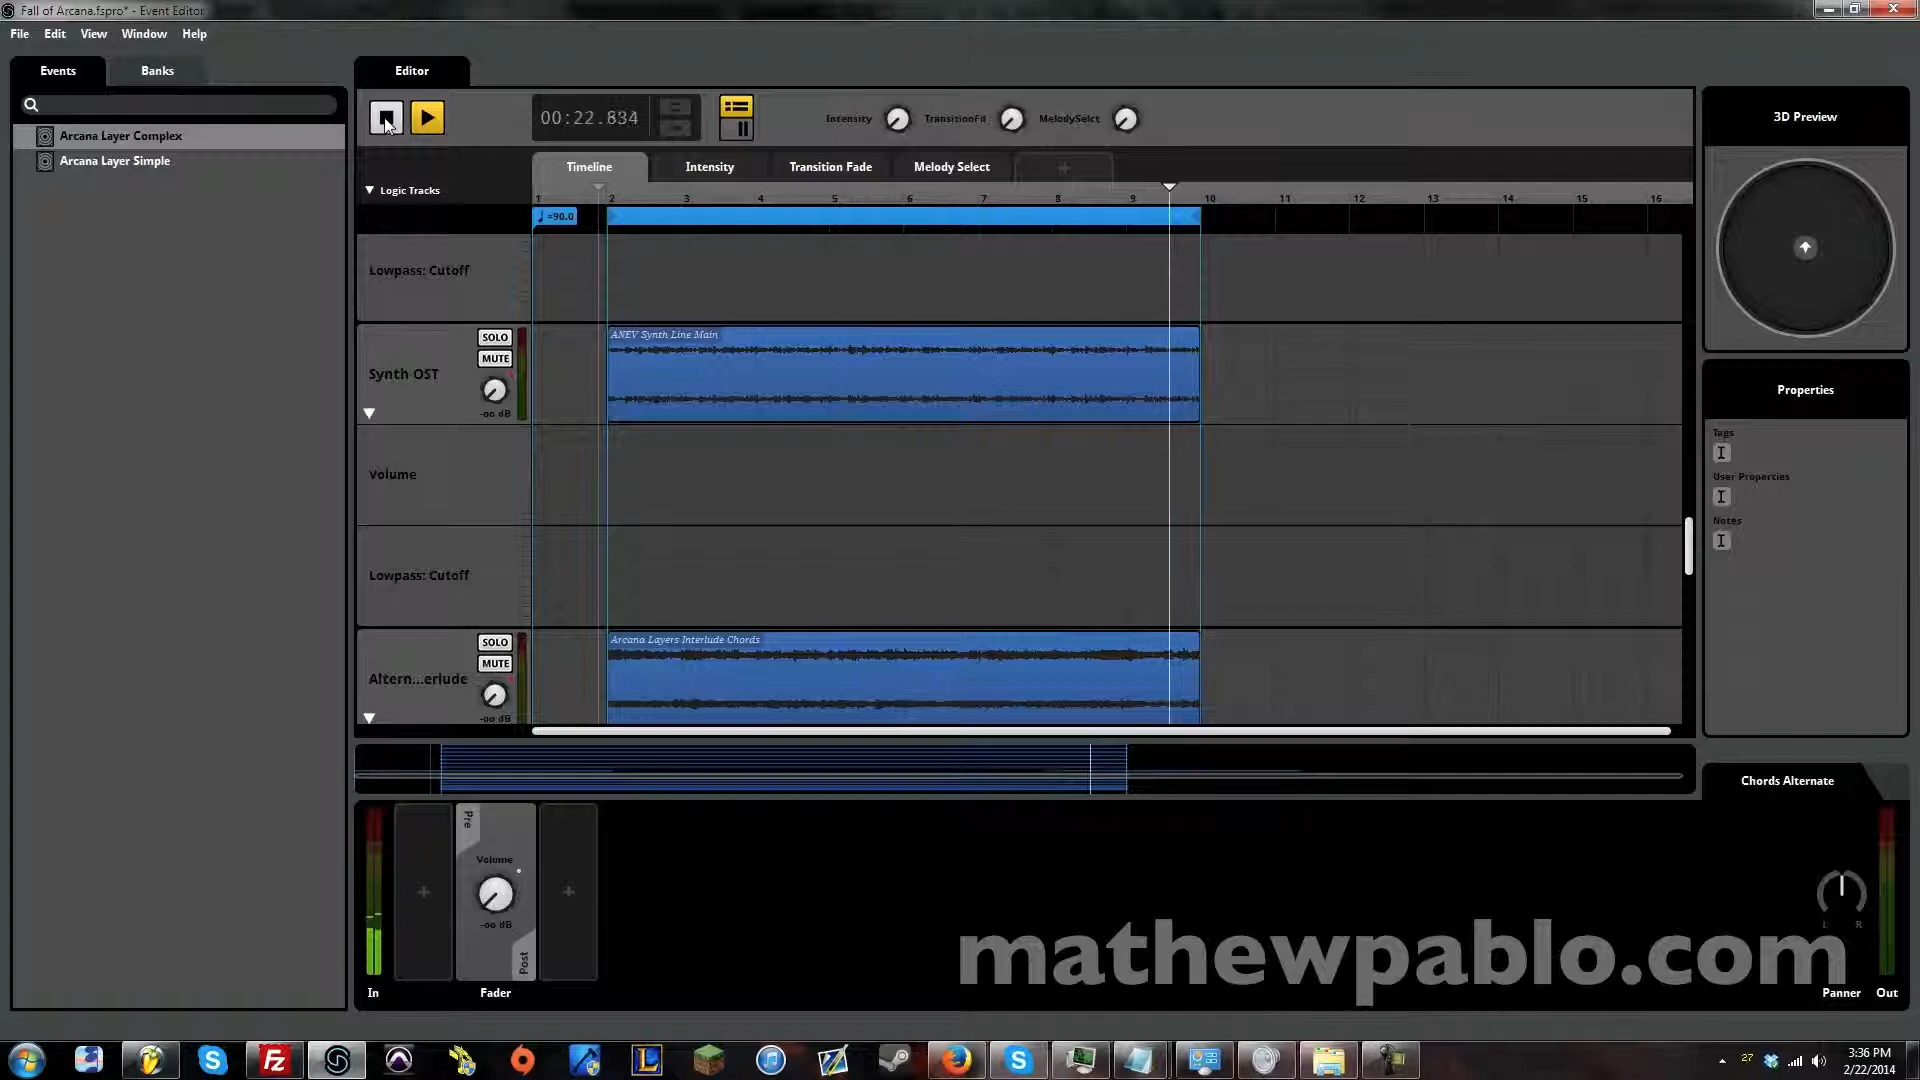 Fall of Arcana.fspro* - Event Editor
File Edit View Window Help
Events Banks
Editor
Arcana Layer Complex
Arcana Layer Simple
00:22.834
Intensity TransitionFd MelodySelct
Timeline Intensity Transition Fade Melody Select +
Logic Tracks
1 2 3 4 5 6 7 8 9 10 11 12 13 14 15 16
♩=90.0
Lowpass: Cutoff
SOLO
MUTE
Synth OST
-oo dB
ANEV Synth Line Main
Volume
Lowpass: Cutoff
SOLO
MUTE
Altern...erlude
-oo dB
Arcana Layers Interlude Chords
3D Preview
Properties
Tags
User Properties
Notes
Chords Alternate
Pre
Volume
-oo dB
Post
In
Fader
L R
Panner Out
mathewpablo.com
27
3:36 PM
2/22/2014